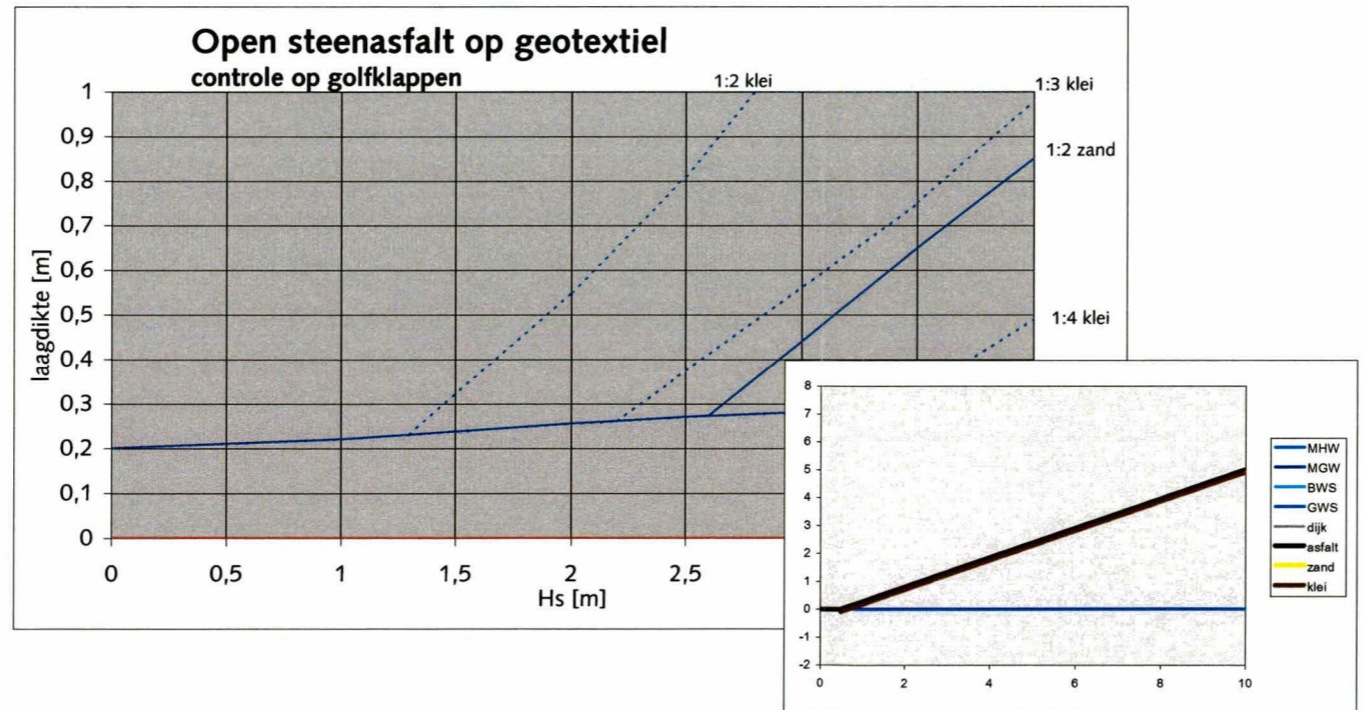 Open steenasfalt op geotextiel
controle op golfklappen
1:2 klei
1:3 klei
1:2 zand
1:4 klei
laagdikte [m]
1
0,9
0,8
0,7
0,6
0,5
0,4
0,3
0,2
0,1
0
0 0,5 1 1,5 2 2,5
Hs [m]
8
7
6
5
4
3
2
1
0
-1
-2
0 2 4 6 8 10
MHW
MGW
BWS
GWS
dijk
asfalt
zand
klei